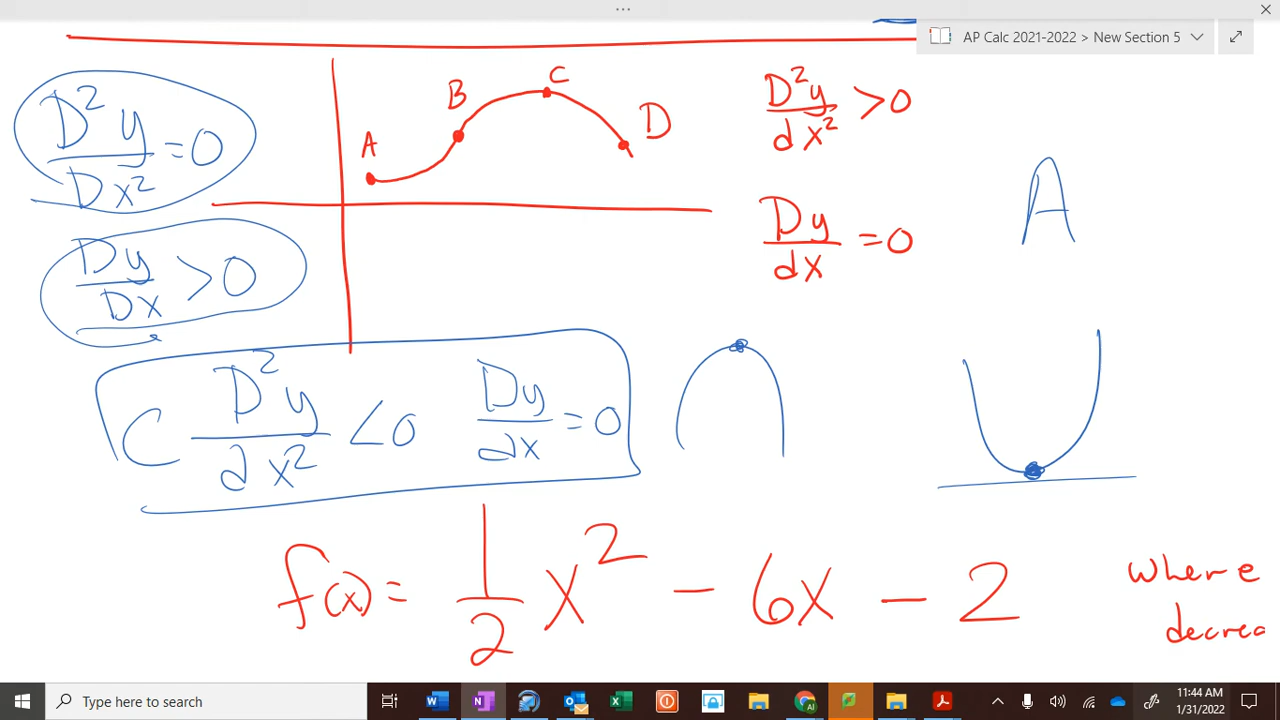 AP Calc 2021-2022 > New Section 5
D²y/Dx² = 0
Dy/Dx > 0
A
B
C
D
D²y/dx² > 0
Dy/dx = 0
A
C D²y/dx² < 0 Dy/dx = 0
f(x) = 1/2 x² - 6x - 2
where
decrea
Type here to search
11:44 AM
1/31/2022